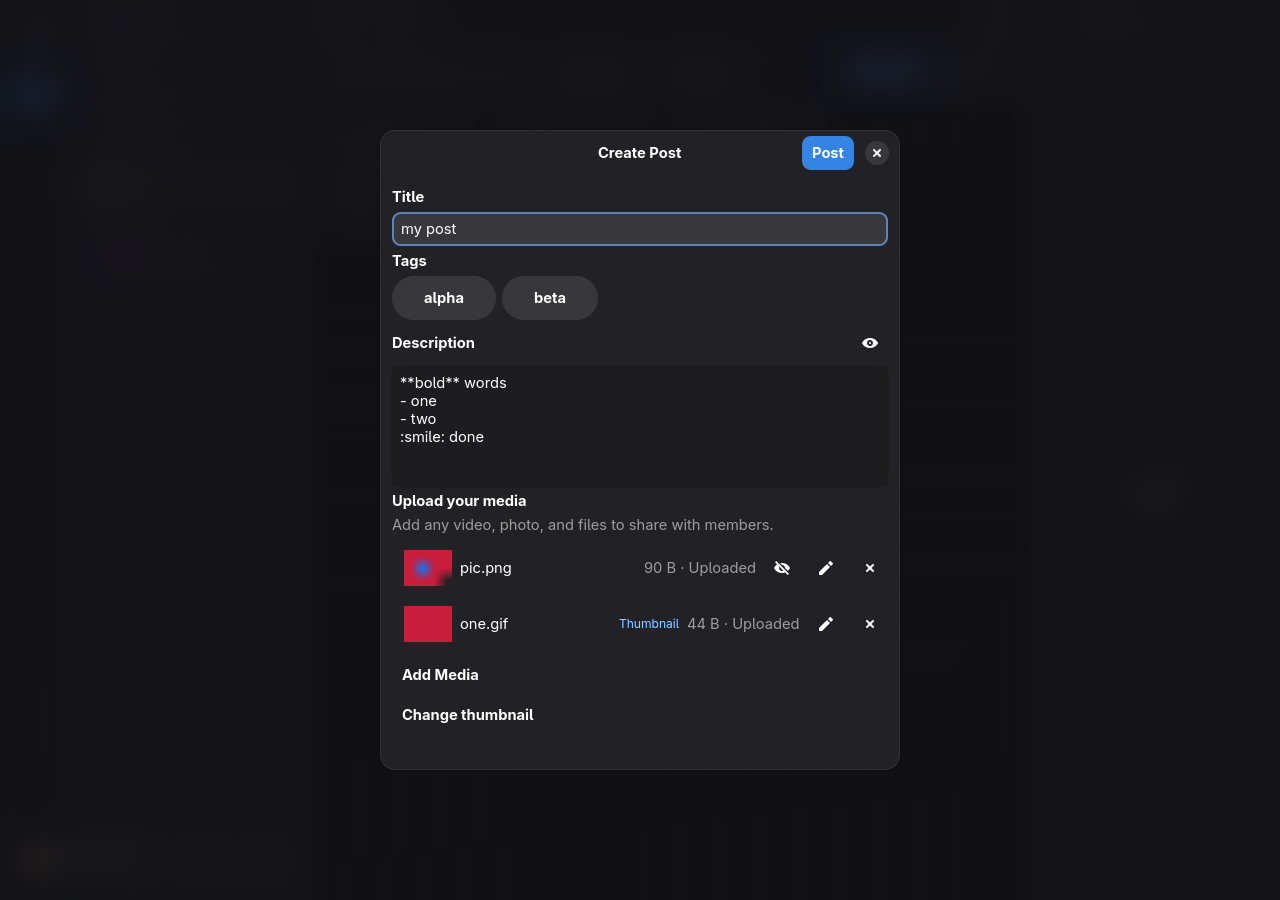 Create Post
Post
Title
my post
Tags
alpha beta
Description
**bold** words
- one
- two
:smile: done
Upload your media
Add any video, photo, and files to share with members.
pic.png 90 B · Uploaded
one.gif Thumbnail 44 B · Uploaded
Add Media
Change thumbnail